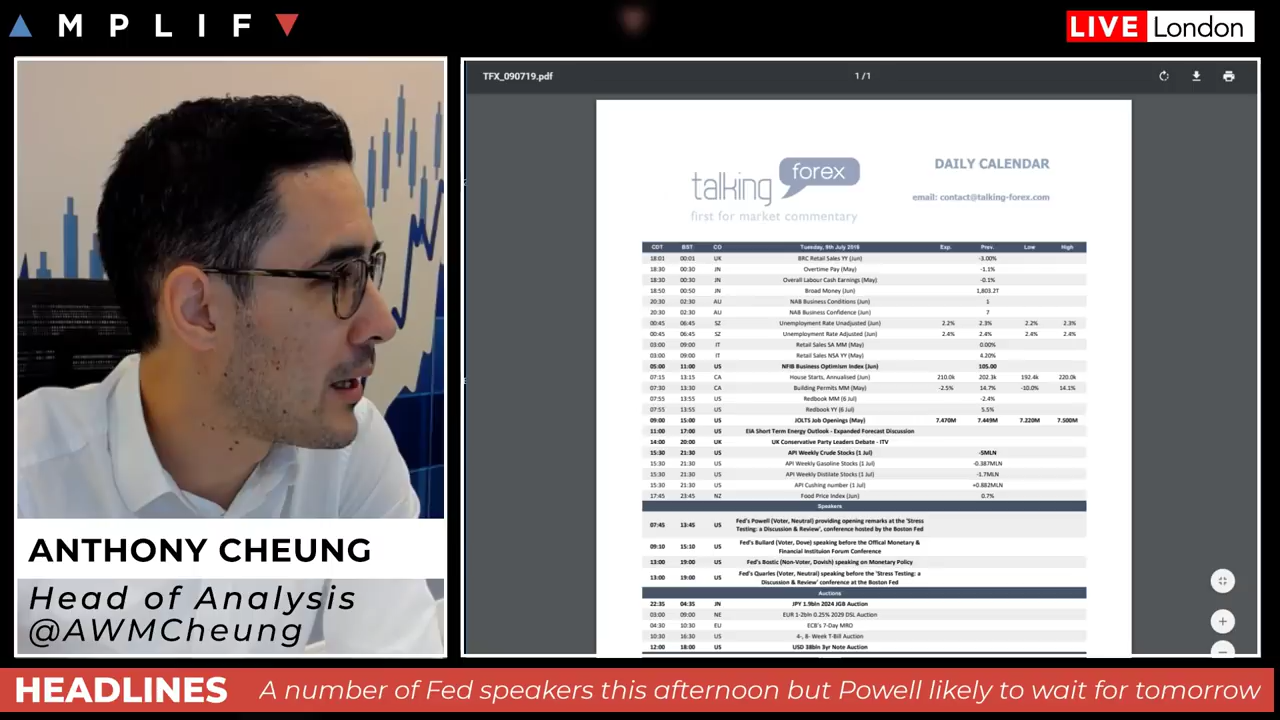 AMPLIFY
LIVE London
TFX_090719.pdf
1 / 1
talking forex
first for market commentary
DAILY CALENDAR
email: contact@talking-forex.com
CDT BST CO Tuesday, 9th July 2019 Exp. Prev. Low High
18:01 00:01 UK BRC Retail Sales YY (Jun) -3.00%
18:30 00:30 JN Overtime Pay (May) -1.1%
18:30 00:30 JN Overall Labour Cash Earnings (May) -0.1%
18:50 00:50 JN Broad Money (Jun) 1,803.2T
20:30 02:30 AU NAB Business Conditions (Jun) 1
20:30 02:30 AU NAB Business Confidence (Jun) 7
00:45 06:45 SZ Unemployment Rate Unadjusted (Jun) 2.2% 2.3% 2.2% 2.3%
00:45 06:45 SZ Unemployment Rate Adjusted (Jun) 2.4% 2.4% 2.4% 2.4%
03:00 09:00 IT Retail Sales SA MM (May) 0.00%
03:00 09:00 IT Retail Sales NSA YY (May) 4.20%
05:00 11:00 US NFIB Business Optimism Index (Jun) 105.00
07:15 13:15 CA House Starts, Annualised (Jun) 210.0k 202.3k 192.4k 220.0k
07:30 13:30 CA Building Permits MM (May) -2.5% 14.7% -10.0% 14.1%
07:55 13:55 US Redbook MM (6 Jul) -2.4%
07:55 13:55 US Redbook YY (6 Jul) 5.5%
09:00 15:00 US JOLTS Job Openings (May) 7.470M 7.449M 7.220M 7.500M
11:00 17:00 US EIA Short Term Energy Outlook - Expanded Forecast Discussion
14:00 20:00 UK UK Conservative Party Leaders Debate - ITV
15:30 21:30 US API Weekly Crude Stocks (1 Jul) -5MLN
15:30 21:30 US API Weekly Gasoline Stocks (1 Jul) -0.387MLN
15:30 21:30 US API Weekly Distilate Stocks (1 Jul) -1.7MLN
15:30 21:30 US API Cushing number (1 Jul) +0.882MLN
17:45 23:45 NZ Food Price Index (Jun) 0.7%
Speakers
07:45 13:45 US Fed's Powell (Voter, Neutral) providing opening remarks at the 'Stress
Testing: a Discussion & Review', conference hosted by the Boston Fed
09:10 15:10 US Fed's Bullard (Voter, Dove) speaking before the Offical Monetary &
Financial Instituion Forum Conference
13:00 19:00 US Fed's Bostic (Non-Voter, Dovish) speaking on Monetary Policy
13:00 19:00 US Fed's Quarles (Voter, Neutral) speaking before the 'Stress Testing: a
Discussion & Review' conference at the Boston Fed
Auctions
22:35 04:35 JN JPY 1.9bln 2024 JGB Auction
03:00 09:00 NE EUR 1-2bln 0.25% 2029 DSL Auction
04:30 10:30 EU ECB's 7-Day MRO
10:30 16:30 US 4-, 8- Week T-Bill Auction
12:00 18:00 US USD 38bln 3yr Note Auction
ANTHONY CHEUNG
Head of Analysis
@AWMCheung
HEADLINES A number of Fed speakers this afternoon but Powell likely to wait for tomorrow